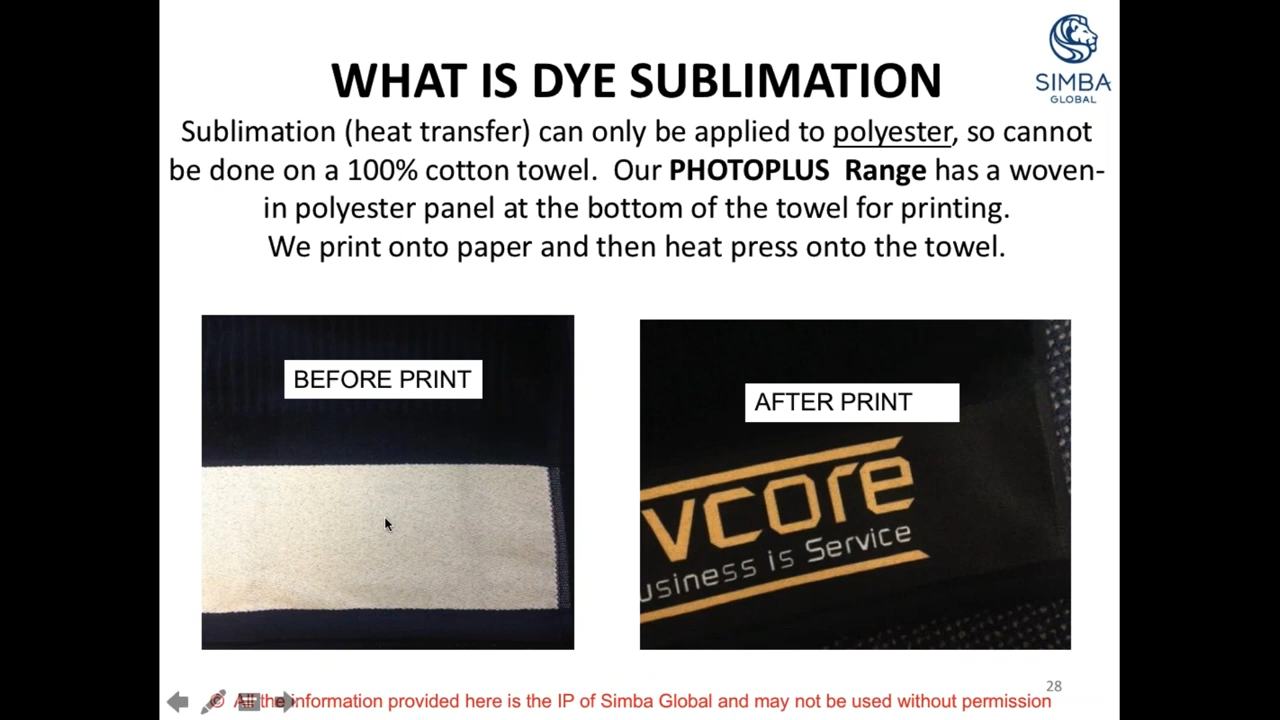 SIMBA
GLOBAL
WHAT IS DYE SUBLIMATION
Sublimation (heat transfer) can only be applied to polyester, so cannot
be done on a 100% cotton towel. Our PHOTOPLUS Range has a woven-
in polyester panel at the bottom of the towel for printing.
We print onto paper and then heat press onto the towel.
BEFORE PRINT
AFTER PRINT
vcore
usiness is Service
28
© All the information provided here is the IP of Simba Global and may not be used without permission